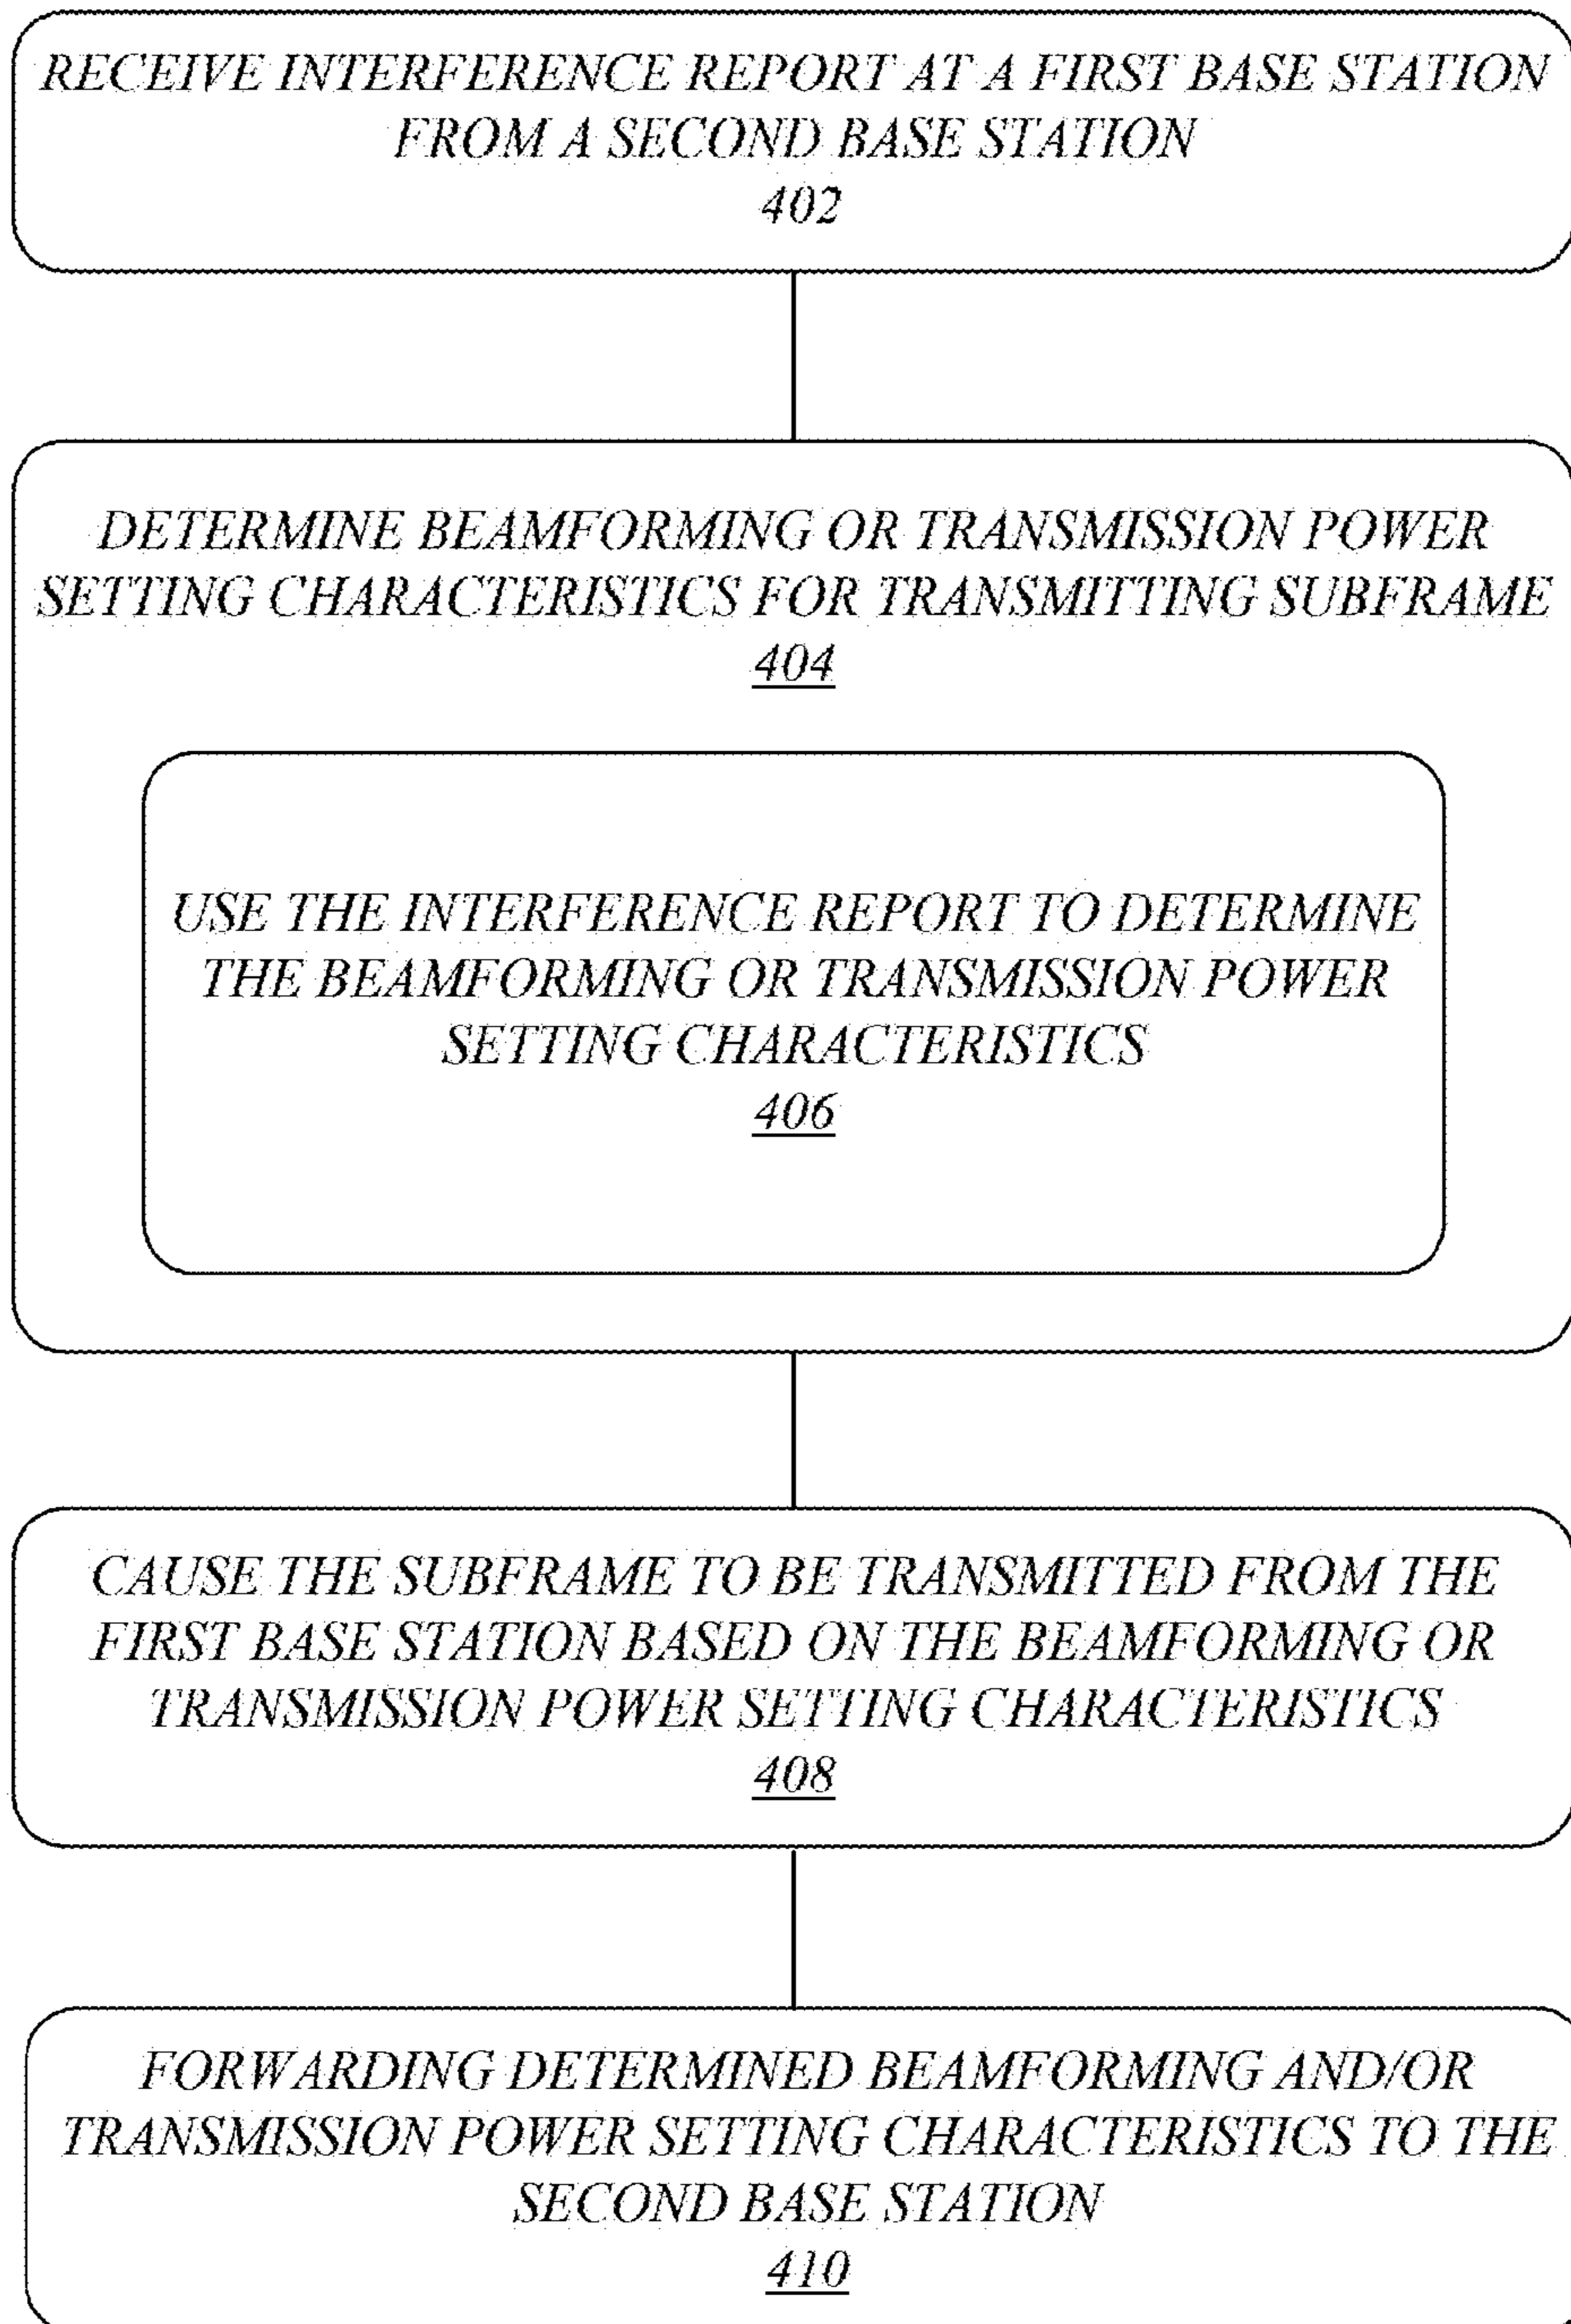 RECEIVE INTERFERENCE REPORT AT A FIRST BASE STATION
FROM A SECOND BASE STATION
402
DETERMINE BEAMFORMING OR TRANSMISSION POWER
SETTING CHARACTERISTICS FOR TRANSMITTING SUBFRAME
404
USE THE INTERFERENCE REPORT TO DETERMINE
THE BEAMFORMING OR TRANSMISSION POWER
SETTING CHARACTERISTICS
406
CAUSE THE SUBFRAME TO BE TRANSMITTED FROM THE
FIRST BASE STATION BASED ON THE BEAMFORMING OR
TRANSMISSION POWER SETTING CHARACTERISTICS
408
FORWARDING DETERMINED BEAMFORMING AND/OR
TRANSMISSION POWER SETTING CHARACTERISTICS TO THE
SECOND BASE STATION
410